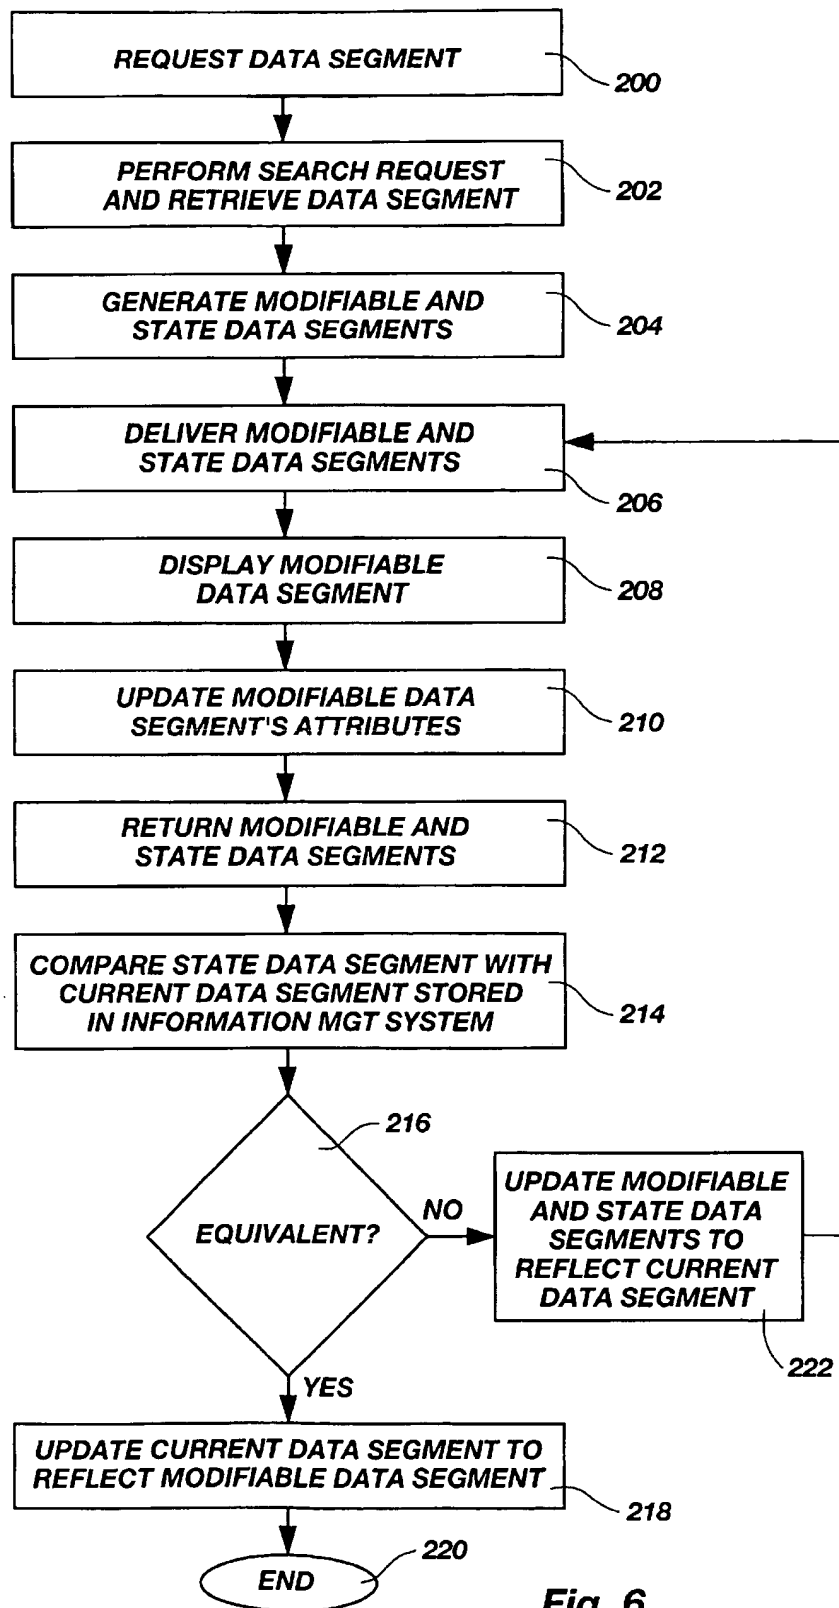 REQUEST DATA SEGMENT
200
PERFORM SEARCH REQUEST
AND RETRIEVE DATA SEGMENT
202
GENERATE MODIFIABLE AND
STATE DATA SEGMENTS
204
DELIVER MODIFIABLE AND
STATE DATA SEGMENTS
206
DISPLAY MODIFIABLE
DATA SEGMENT
208
UPDATE MODIFIABLE DATA
SEGMENT'S ATTRIBUTES
210
RETURN MODIFIABLE AND
STATE DATA SEGMENTS
212
COMPARE STATE DATA SEGMENT WITH
CURRENT DATA SEGMENT STORED
IN INFORMATION MGT SYSTEM
214
216
EQUIVALENT?
NO
UPDATE MODIFIABLE
AND STATE DATA
SEGMENTS TO
REFLECT CURRENT
DATA SEGMENT
222
YES
UPDATE CURRENT DATA SEGMENT TO
REFLECT MODIFIABLE DATA SEGMENT
218
220
END
Fig. 6